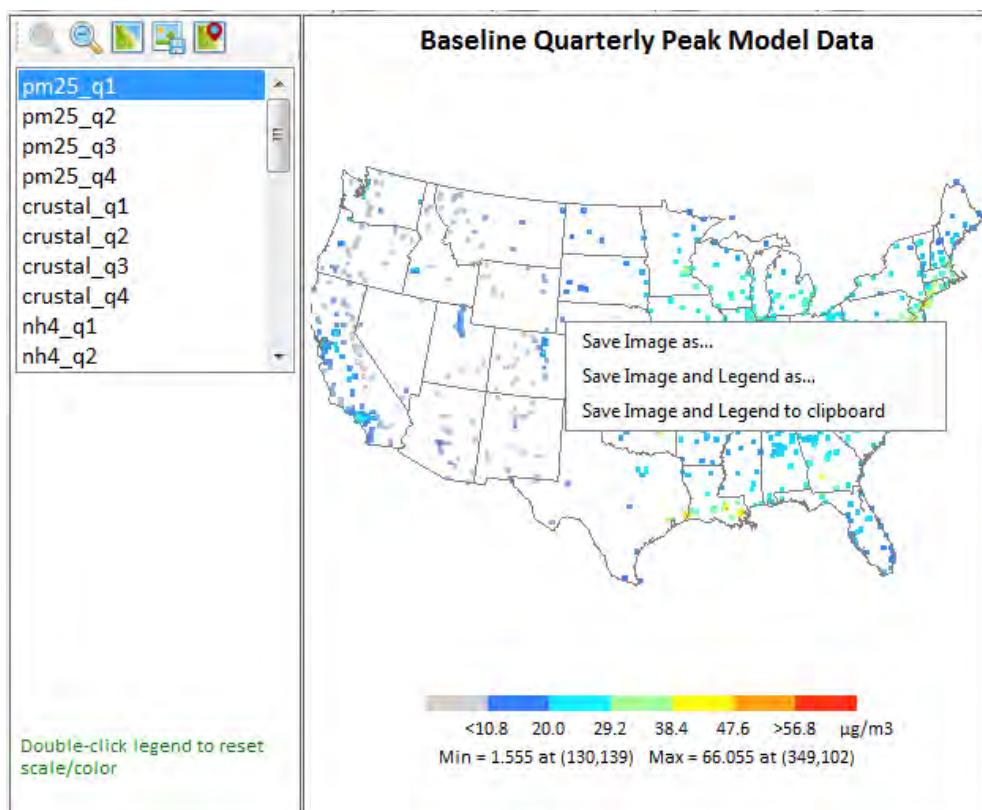 Baseline Quarterly Peak Model Data
pm25_q1
pm25_q2
pm25_q3
pm25_q4
crustal_q1
crustal_q2
crustal_q3
crustal_q4
nh4_q1
nh4_q2
Save Image as...
Save Image and Legend as...
Save Image and Legend to clipboard
<10.8 20.0 29.2 38.4 47.6 >56.8 µg/m3
Min = 1.555 at (130,139) Max = 66.055 at (349,102)
Double-click legend to reset
scale/color